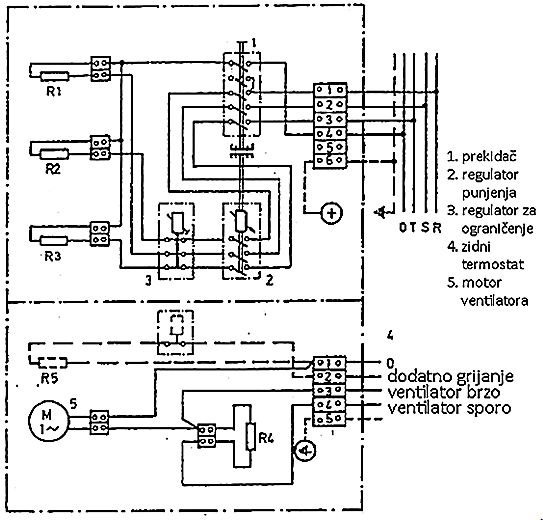 1
R1
R2
R3
3
2
1
2
3
4
5
6
O T S R
1. prekidač
2. regulator
punjenja
3. regulator za
ograničenje
4. zidni
termostat
5. motor
ventilatora
4
R5
1
2
3
4
5
0
dodatno grijanje
ventilator brzo
ventilator sporo
M
1~
5
R4